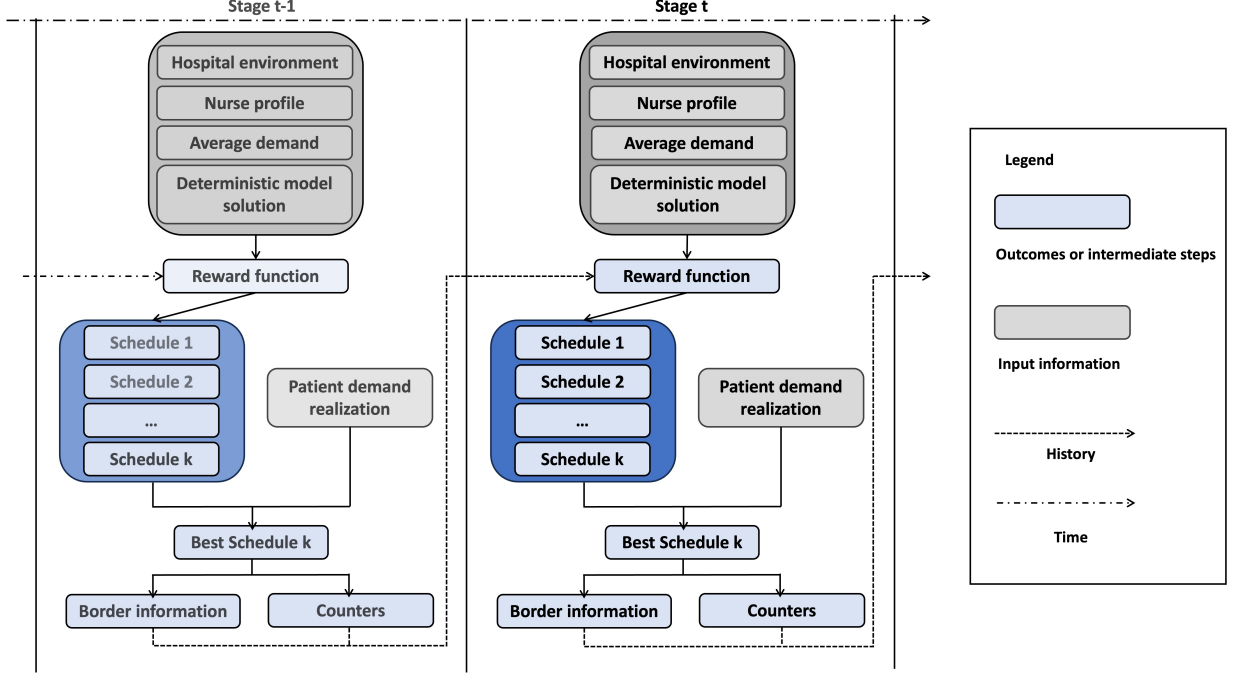 Stage t-1
Stage t
Hospital environment
Nurse profile
Average demand
Deterministic model
solution
Reward function
Schedule 1
Schedule 2
...
Schedule k
Patient demand
realization
Best Schedule k
Border information
Counters
Hospital environment
Nurse profile
Average demand
Deterministic model
solution
Reward function
Schedule 1
Schedule 2
...
Schedule k
Patient demand
realization
Best Schedule k
Border information
Counters
Legend
Outcomes or intermediate steps
Input information
History
Time